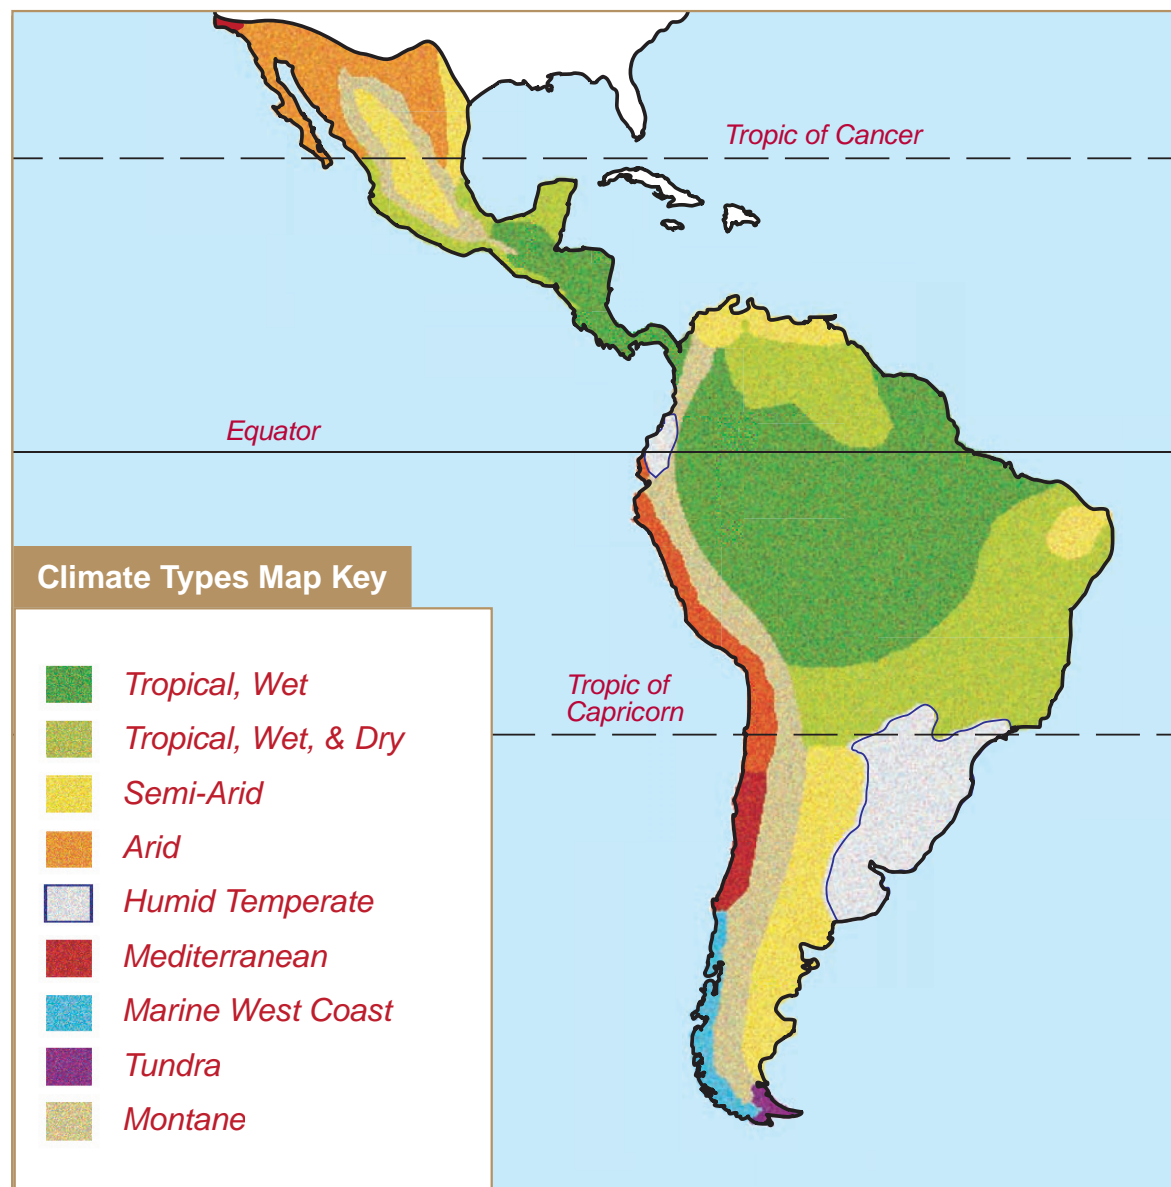 Tropic of Cancer
Equator
Climate Types Map Key
Tropical, Wet
Tropic of
Capricorn
Tropical, Wet, & Dry
Semi-Arid
Arid
Humid Temperate
Mediterranean
Marine West Coast
Tundra
Montane